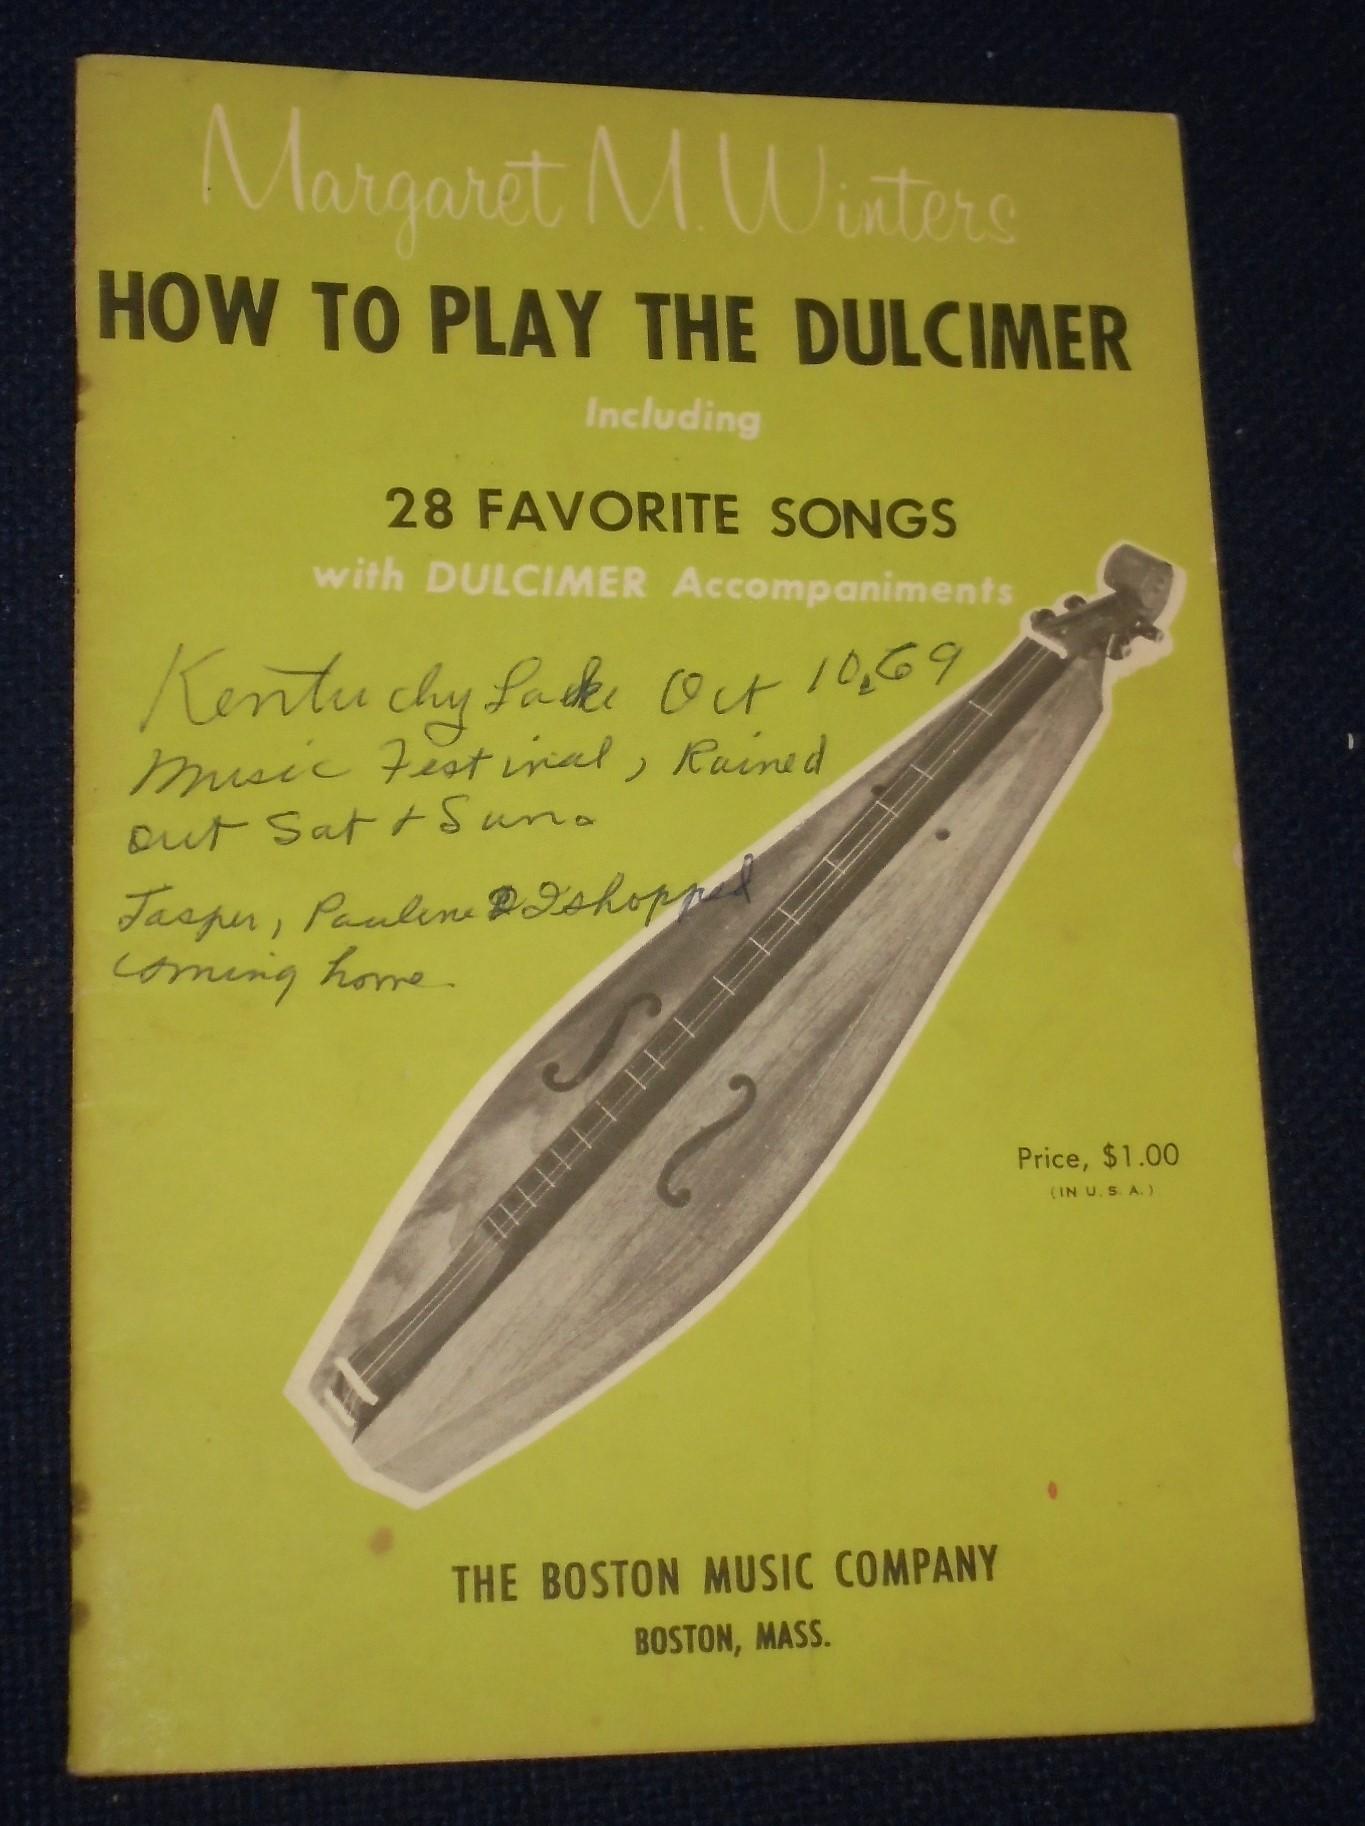 Margaret M. Winters
HOW TO PLAY THE DULCIMER
Including
28 FAVORITE SONGS
with DULCIMER Accompaniments
Kentucky Lake Oct 10, 69
Music Festival, Rained
out Sat + Sun.
Jasper, Pauline & I shopped
coming home.
Price, $1.00
(IN U. S. A.)
THE BOSTON MUSIC COMPANY
BOSTON, MASS.